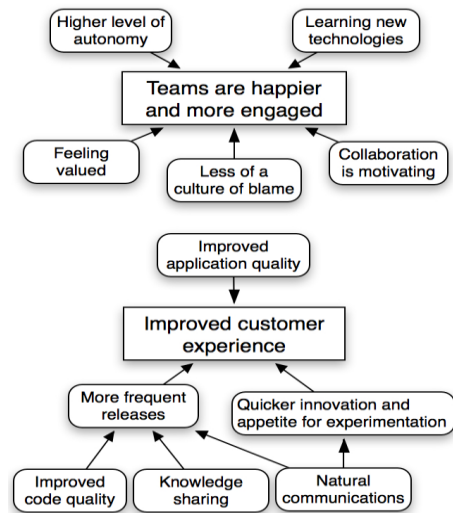 Higher level of
autonomy
Learning new
technologies
Teams are happier
and more engaged
Feeling
valued
Less of a
culture of blame
Collaboration
is motivating
Improved
application quality
Improved customer
experience
More frequent
releases
Quicker innovation and
appetite for experimentation
Improved
code quality
Knowledge
sharing
Natural
communications